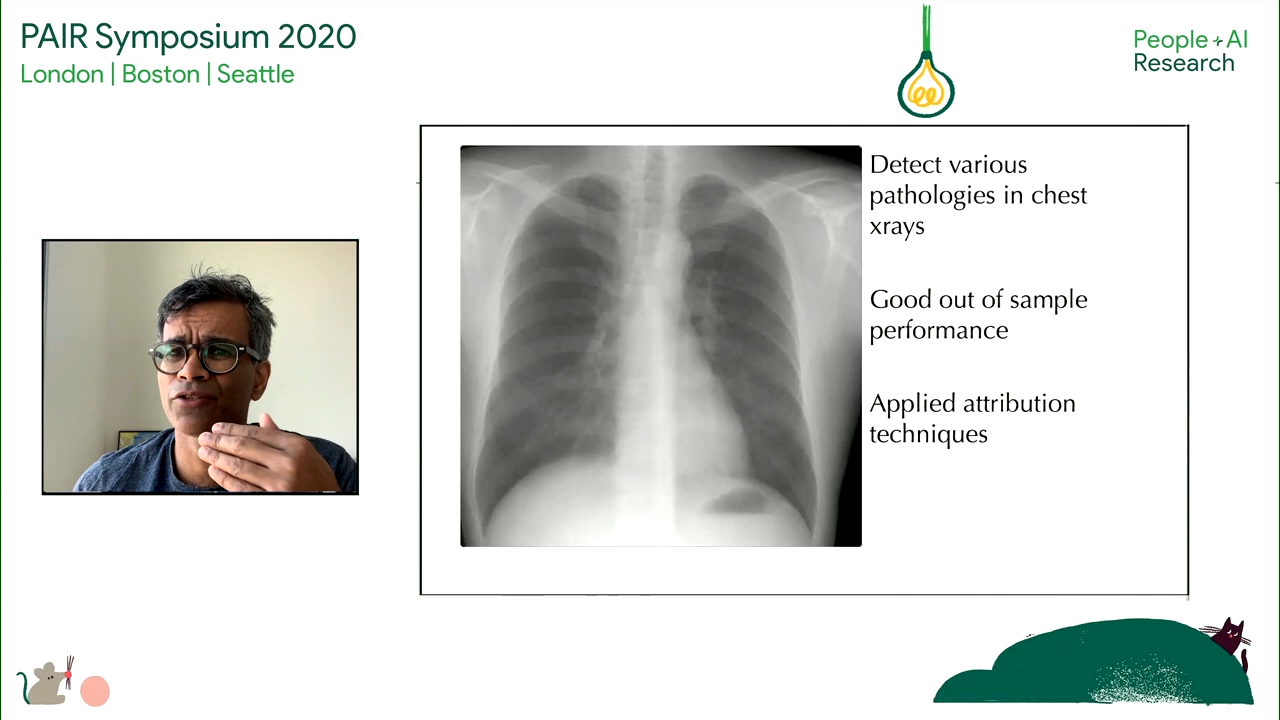 PAIR Symposium 2020
London | Boston | Seattle
People + AI
Research
Detect various
pathologies in chest
xrays
Good out of sample
performance
Applied attribution
techniques